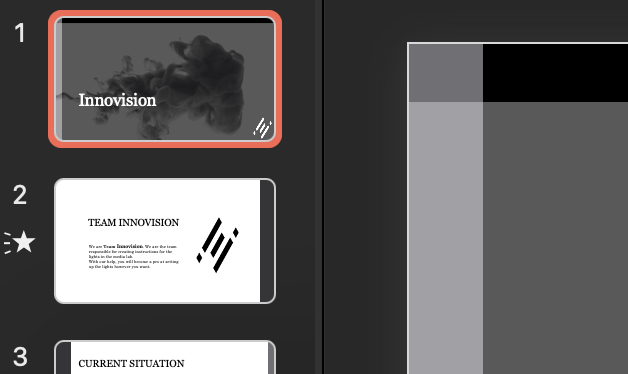 1
Innovision
2
TEAM INNOVISION
We are Team Innovision. We are the team
responsible for creating instructions for the
lights in the media lab.
With our help, you will become a pro at setting
up the lights however you want.
3
CURRENT SITUATION